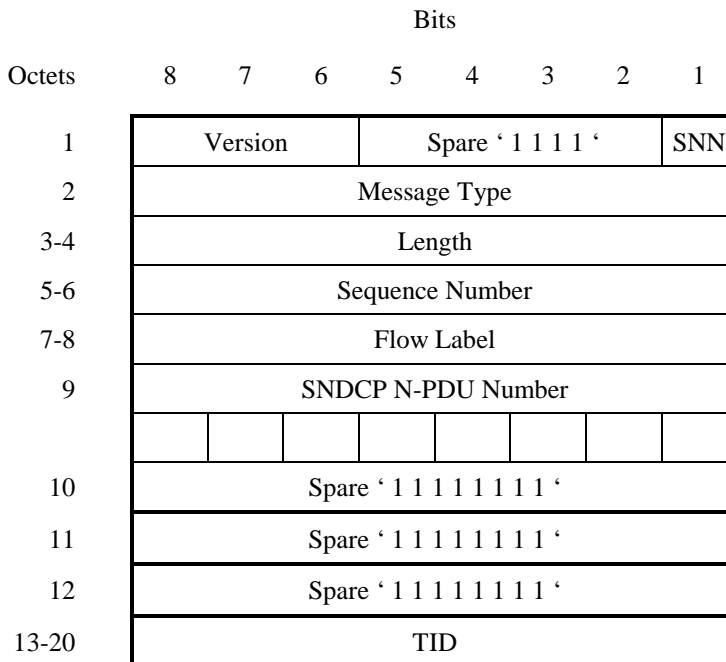 Bits
Octets 8 7 6 5 4 3 2 1
1 Version Spare ‘ 1 1 1 1 ‘ SNN
2 Message Type
3-4 Length
5-6 Sequence Number
7-8 Flow Label
9 SNDCP N-PDU Number
10 Spare ‘ 1 1 1 1 1 1 1 1 ‘
11 Spare ‘ 1 1 1 1 1 1 1 1 ‘
12 Spare ‘ 1 1 1 1 1 1 1 1 ‘
13-20 TID